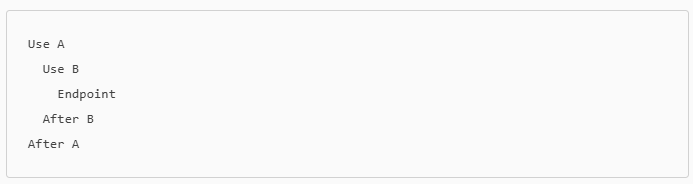 Use A
  Use B
    Endpoint
  After B
After A